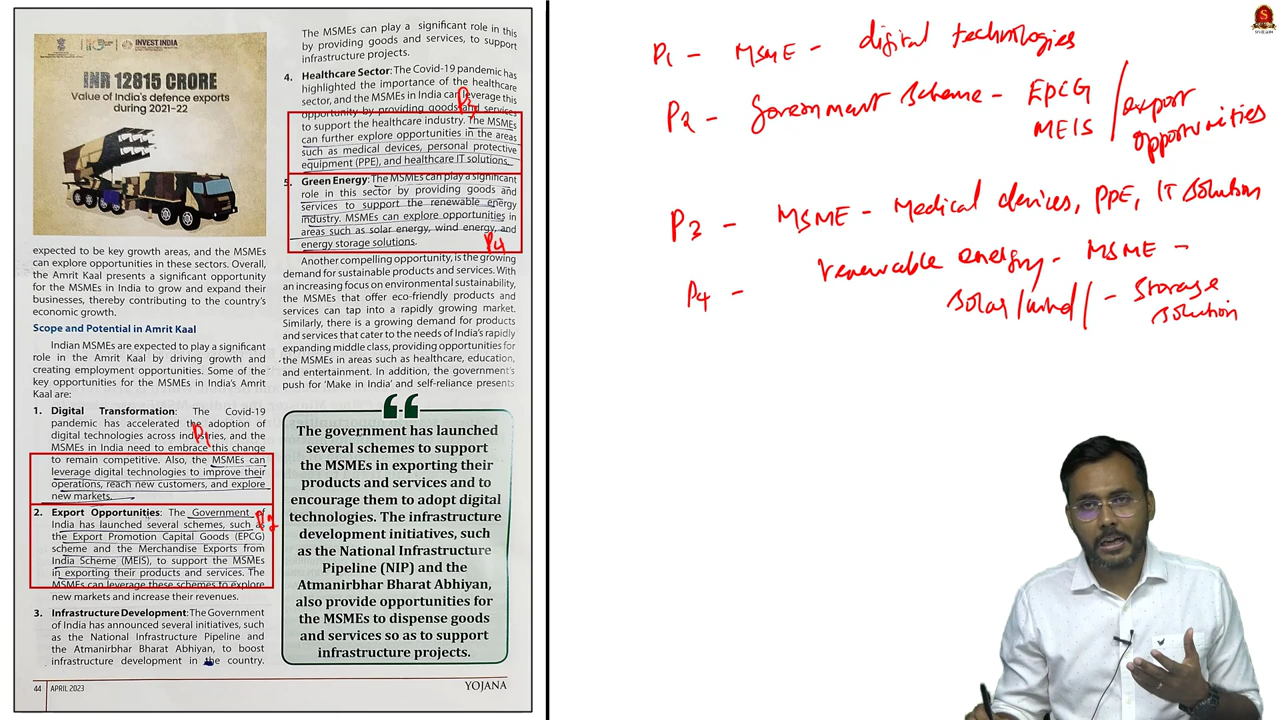 INVEST INDIA
INR 12815 CRORE
Value of India's defence exports
during 2021-22
expected to be key growth areas, and the MSMEs
can explore opportunities in these sectors. Overall,
the Amrit Kaal presents a significant opportunity
for the MSMEs in India to grow and expand their
businesses, thereby contributing to the country's
economic growth.
Scope and Potential in Amrit Kaal
Indian MSMEs are expected to play a significant
role in the Amrit Kaal by driving growth and
creating employment opportunities. Some of the
key opportunities for the MSMEs in India's Amrit
Kaal are:
1. Digital Transformation: The Covid-19
pandemic has accelerated the adoption of
digital technologies across industries, and the
P1
MSMEs in India need to embrace this change
to remain competitive. Also, the MSMEs can
leverage digital technologies to improve their
operations, reach new customers, and explore
new markets.
2. Export Opportunities: The Government of
India has launched several schemes, such as
P2
the Export Promotion Capital Goods (EPCG)
scheme and the Merchandise Exports from
India Scheme (MEIS), to support the MSMEs
in exporting their products and services. The
MSMEs can leverage these schemes to explore
new markets and increase their revenues.
3. Infrastructure Development: The Government
of India has announced several initiatives, such
as the National Infrastructure Pipeline and
the Atmanirbhar Bharat Abhiyan, to boost
infrastructure development in the country.
44 APRIL 2023
The MSMEs can play a significant role in this
by providing goods and services, to support
infrastructure projects.
4. Healthcare Sector: The Covid-19 pandemic has
highlighted the importance of the healthcare
sector, and the MSMEs in India can leverage this
P3
opportunity by providing goods and services
to support the healthcare industry. The MSMEs
can further explore opportunities in the areas
such as medical devices, personal protective
equipment (PPE), and healthcare IT solutions.
5. Green Energy: The MSMEs can play a significant
role in this sector by providing goods and
services to support the renewable energy
industry. MSMEs can explore opportunities in
areas such as solar energy, wind energy, and
energy storage solutions.
P4
Another compelling opportunity, is the growing
demand for sustainable products and services. With
an increasing focus on environmental sustainability,
the MSMEs that offer eco-friendly products and
services can tap into a rapidly growing market.
Similarly, there is a growing demand for products
and services that cater to the needs of India's rapidly
expanding middle class, providing opportunities for
the MSMEs in areas such as healthcare, education,
and entertainment. In addition, the government's
push for 'Make in India' and self-reliance presents
The government has launched
several schemes to support
the MSMEs in exporting their
products and services and to
encourage them to adopt digital
technologies. The infrastructure
development initiatives, such
as the National Infrastructure
Pipeline (NIP) and the
Atmanirbhar Bharat Abhiyan,
also provide opportunities for
the MSMEs to dispense goods
and services so as to support
infrastructure projects.
YOJANA
P1 - MSME - digital technologies
P2 - Government scheme - EPCG
MEIS / export
opportunities
P3 - MSME - Medical devices, PPE, IT solution
P4 - renewable energy - MSME -
solar/wind/ - storage
solution